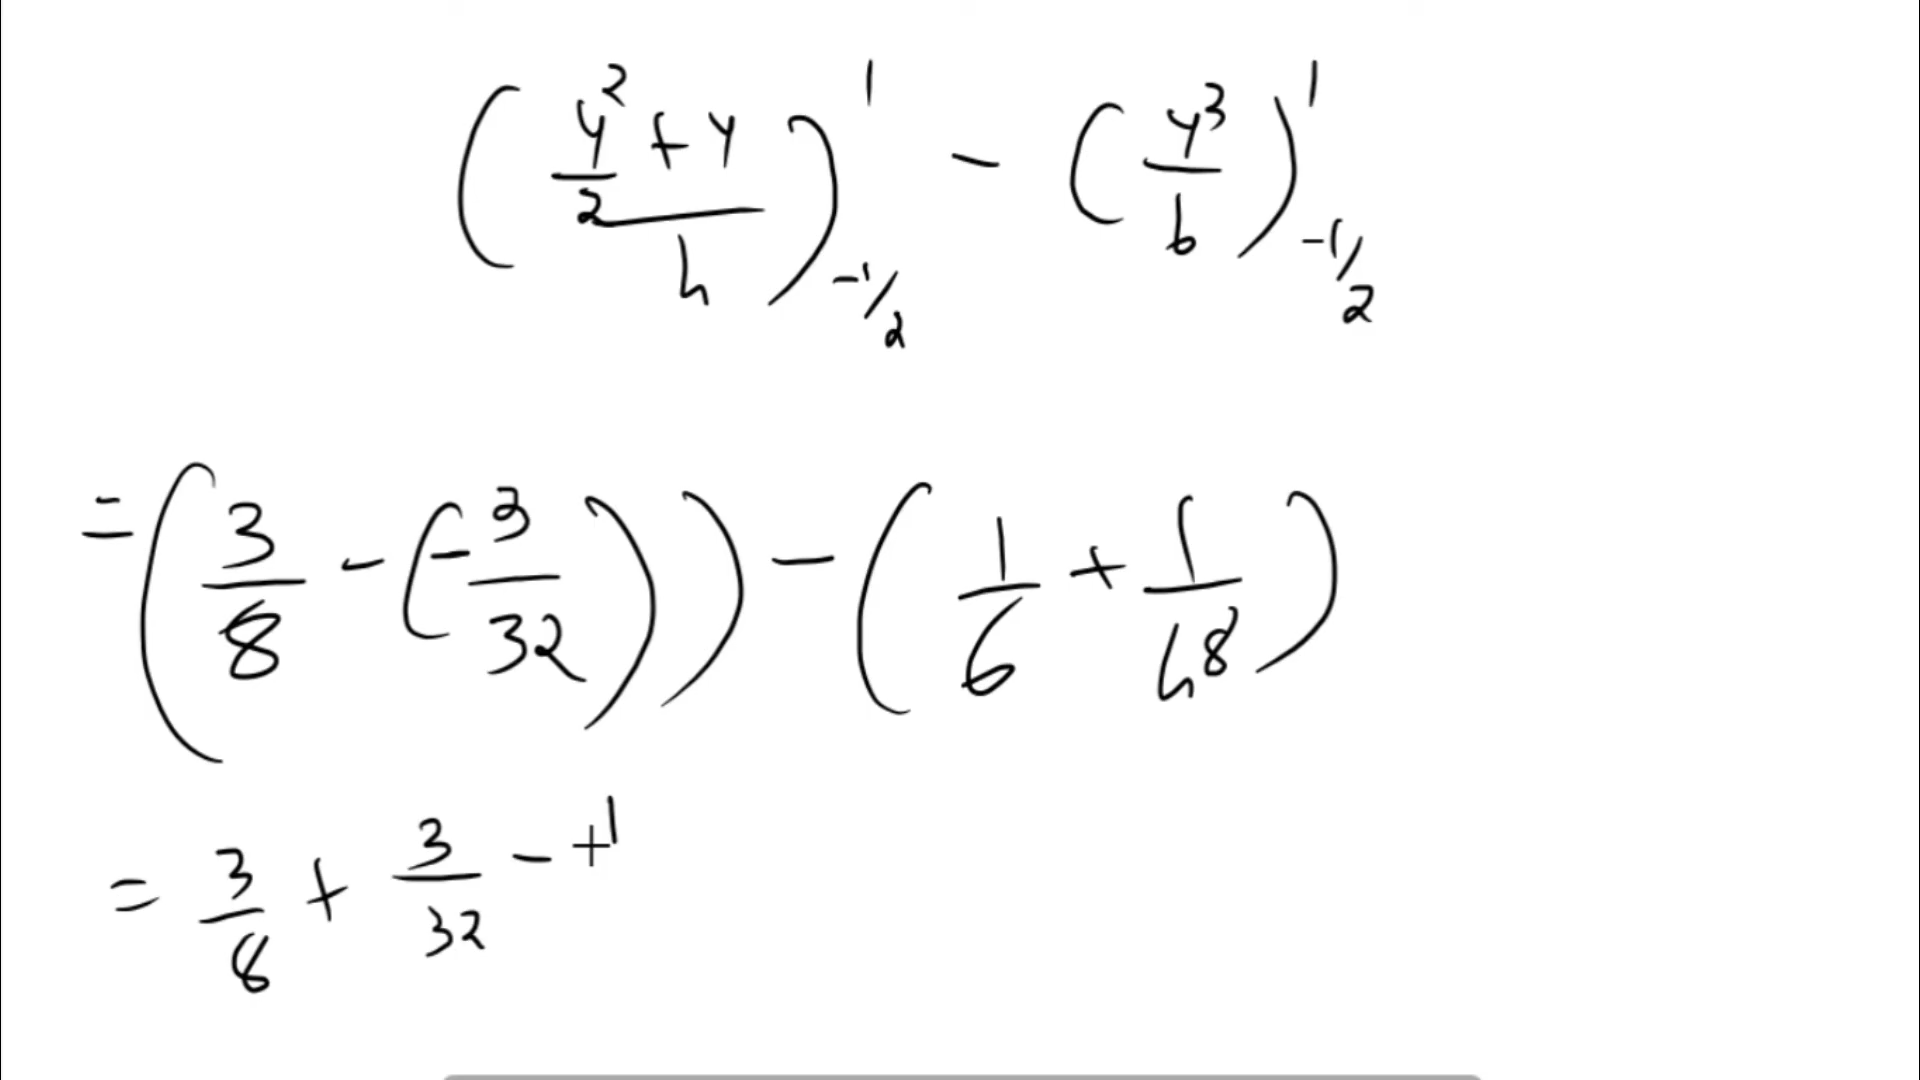 ((y²/2 + y)/4)₋₁/₂¹ - (y³/6)₋₁/₂¹
= (3/8 - (-3/32)) - (1/6 + 1/48)
= 3/8 + 3/32 - 1